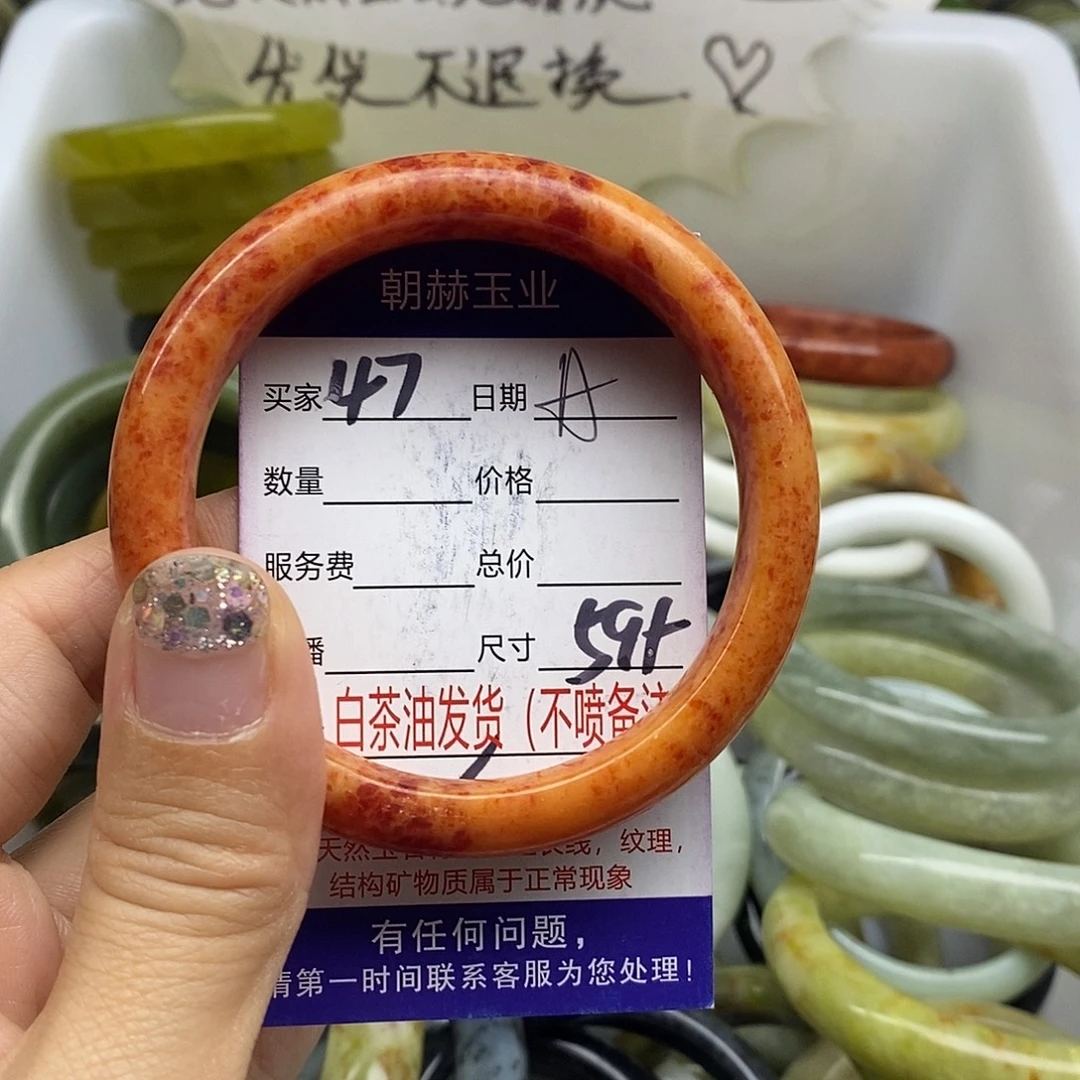 优受不退换.
朝赫玉业
买家 47 日期 A
数量 价格
服务费 总价
播 尺寸
白茶油发货（不喷备注
纹理，
结构矿物质属于正常现象
有任何问题，
请第一时间联系客服为您处理！